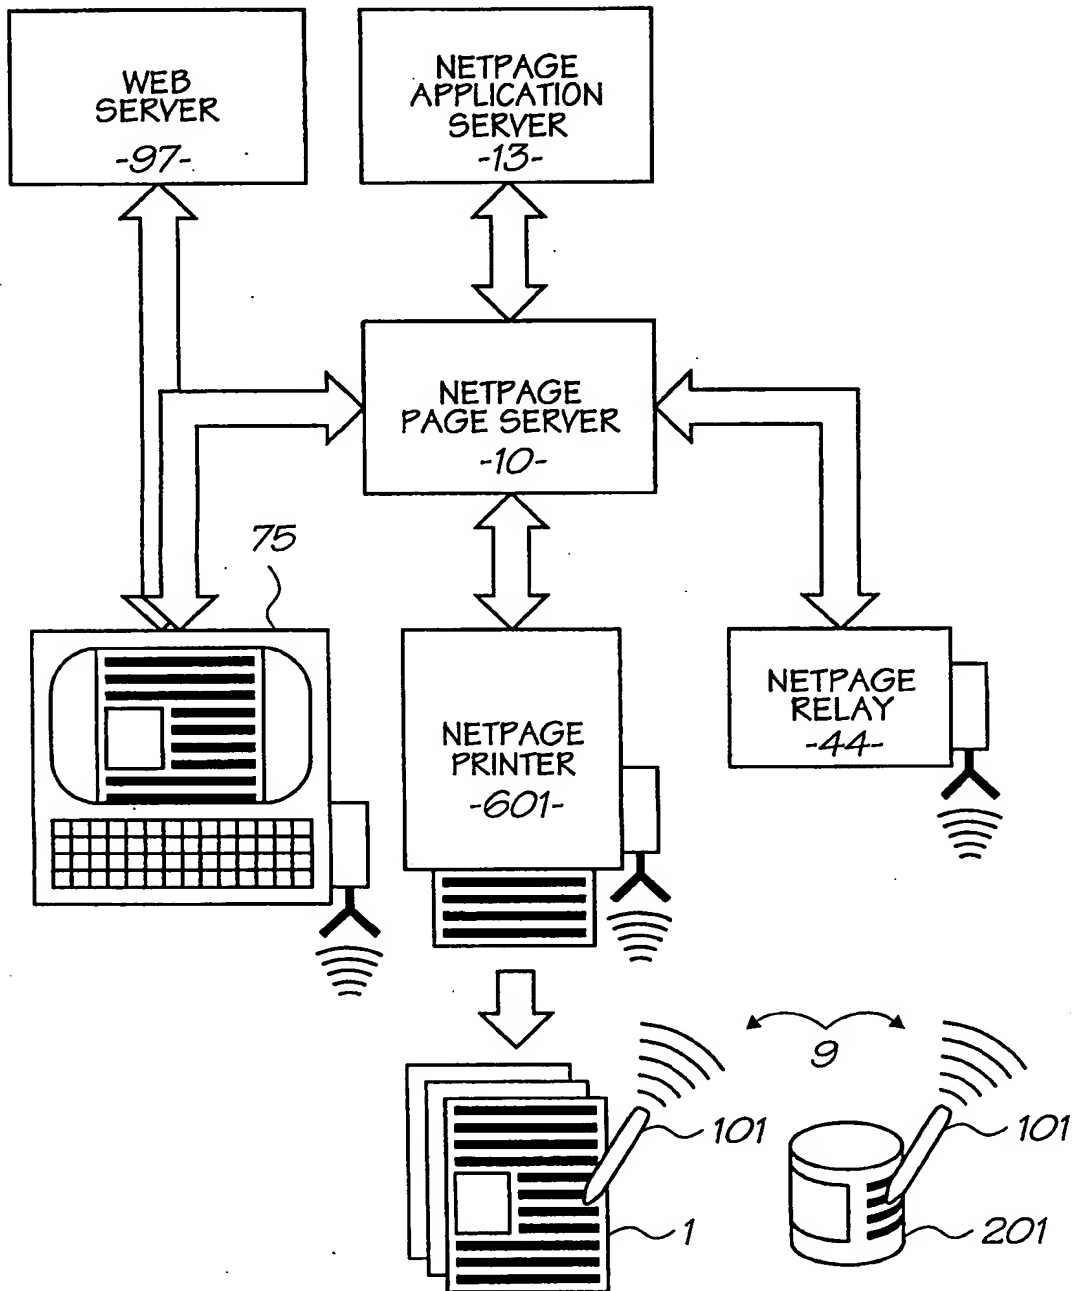 WEB
SERVER
-97-
NETPAGE
APPLICATION
SERVER
-13-
NETPAGE
PAGE SERVER
-10-
75
NETPAGE
PRINTER
-601-
NETPAGE
RELAY
-44-
9
101
101
1
201